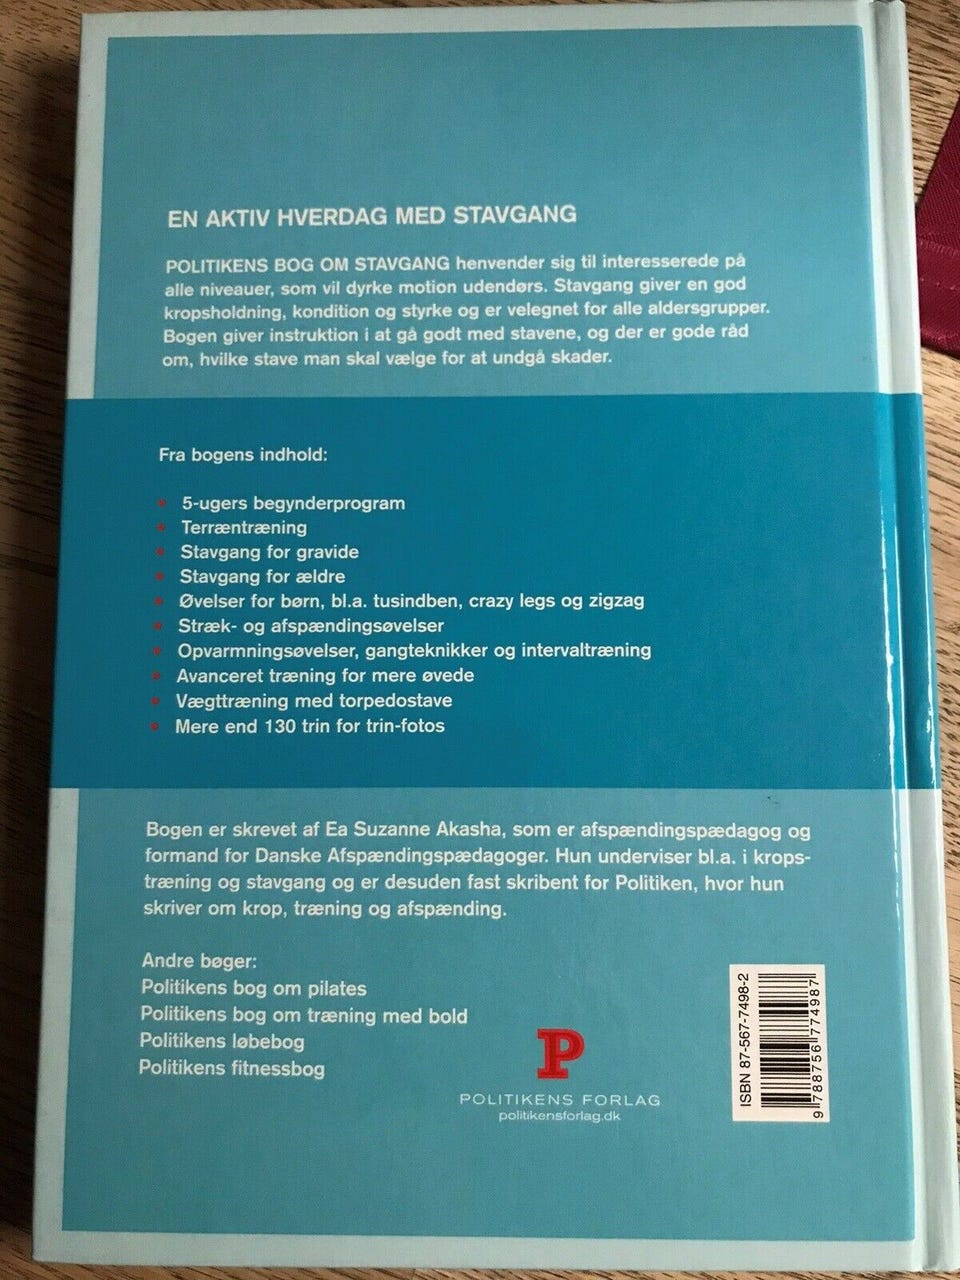 EN AKTIV HVERDAG MED STAVGANG
POLITIKENS BOG OM STAVGANG henvender sig til interesserede på
alle niveauer, som vil dyrke motion udendørs. Stavgang giver en god
kropsholdning, kondition og styrke og er velegnet for alle aldersgrupper.
Bogen giver instruktion i at gå godt med stavene, og der er gode råd
om, hvilke stave man skal vælge for at undgå skader.
Fra bogens indhold:
• 5-ugers begynderprogram
• Terræntræning
• Stavgang for gravide
• Stavgang for ældre
• Øvelser for børn, bl.a. tusindben, crazy legs og zigzag
• Stræk- og afspændingsøvelser
• Opvarmningsøvelser, gangteknikker og intervaltræning
• Avanceret træning for mere øvede
• Vægttræning med torpedostave
• Mere end 130 trin for trin-fotos
Bogen er skrevet af Ea Suzanne Akasha, som er afspændingspædagog og
formand for Danske Afspændingspædagoger. Hun underviser bl.a. i krops-
træning og stavgang og er desuden fast skribent for Politiken, hvor hun
skriver om krop, træning og afspænding.
Andre bøger:
Politikens bog om pilates
Politikens bog om træning med bold
Politikens løbebog
Politikens fitnessbog
P
POLITIKENS FORLAG
politikensforlag.dk
ISBN 87-567-7498-2
9 788756 774987